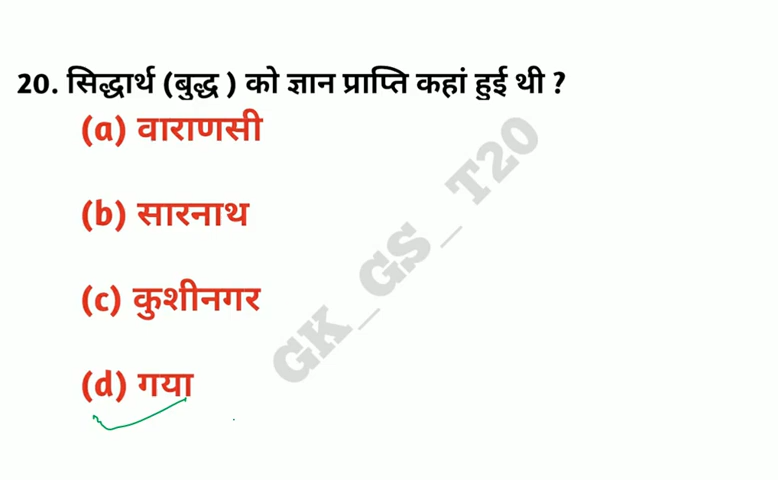 20. सिद्धार्थ (बुद्ध ) को ज्ञान प्राप्ति कहां हुई थी ?
(a) वाराणसी
(b) सारनाथ
(c) कुशीनगर
(d) गया
GK_GS_T20